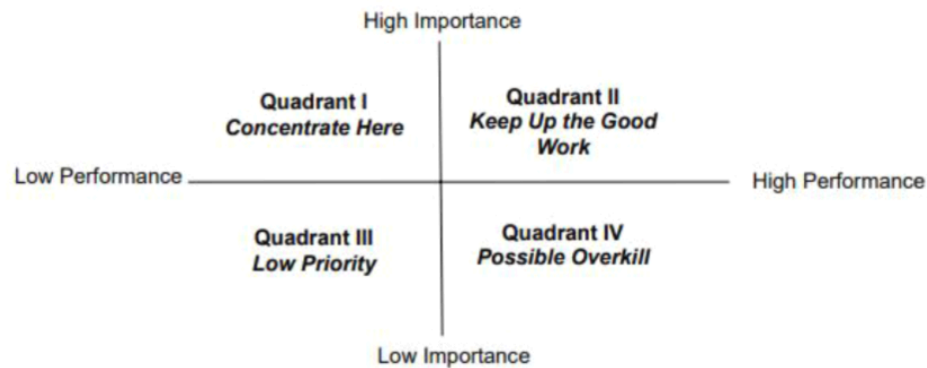 High Importance
Quadrant I
Concentrate Here
Quadrant II
Keep Up the Good
Work
Low Performance
High Performance
Quadrant III
Low Priority
Quadrant IV
Possible Overkill
Low Importance